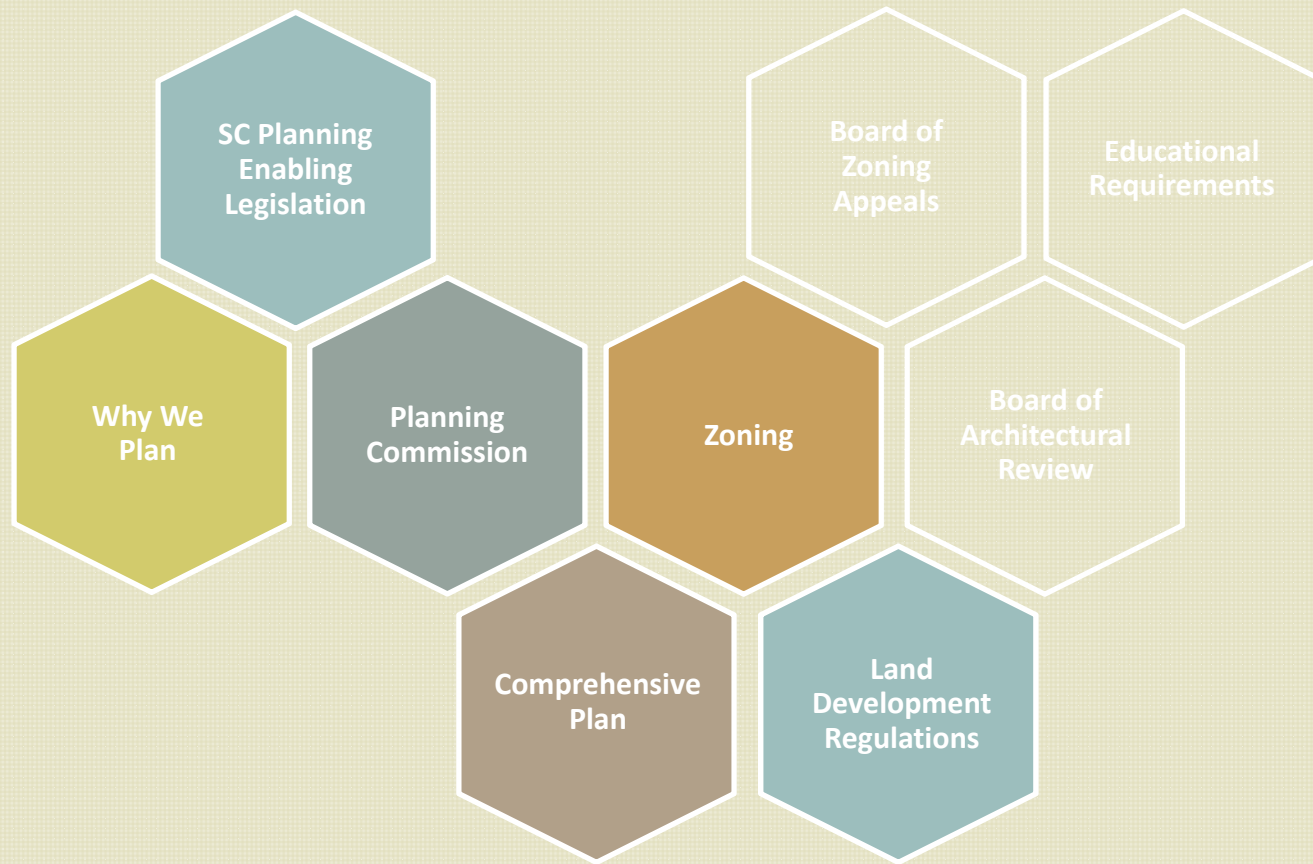 SC Planning
Enabling
Legislation
Board of
Zoning
Appeals
Educational
Requirements
Why We
Plan
Planning
Commission
Zoning
Board of
Architectural
Review
Comprehensive
Plan
Land
Development
Regulations